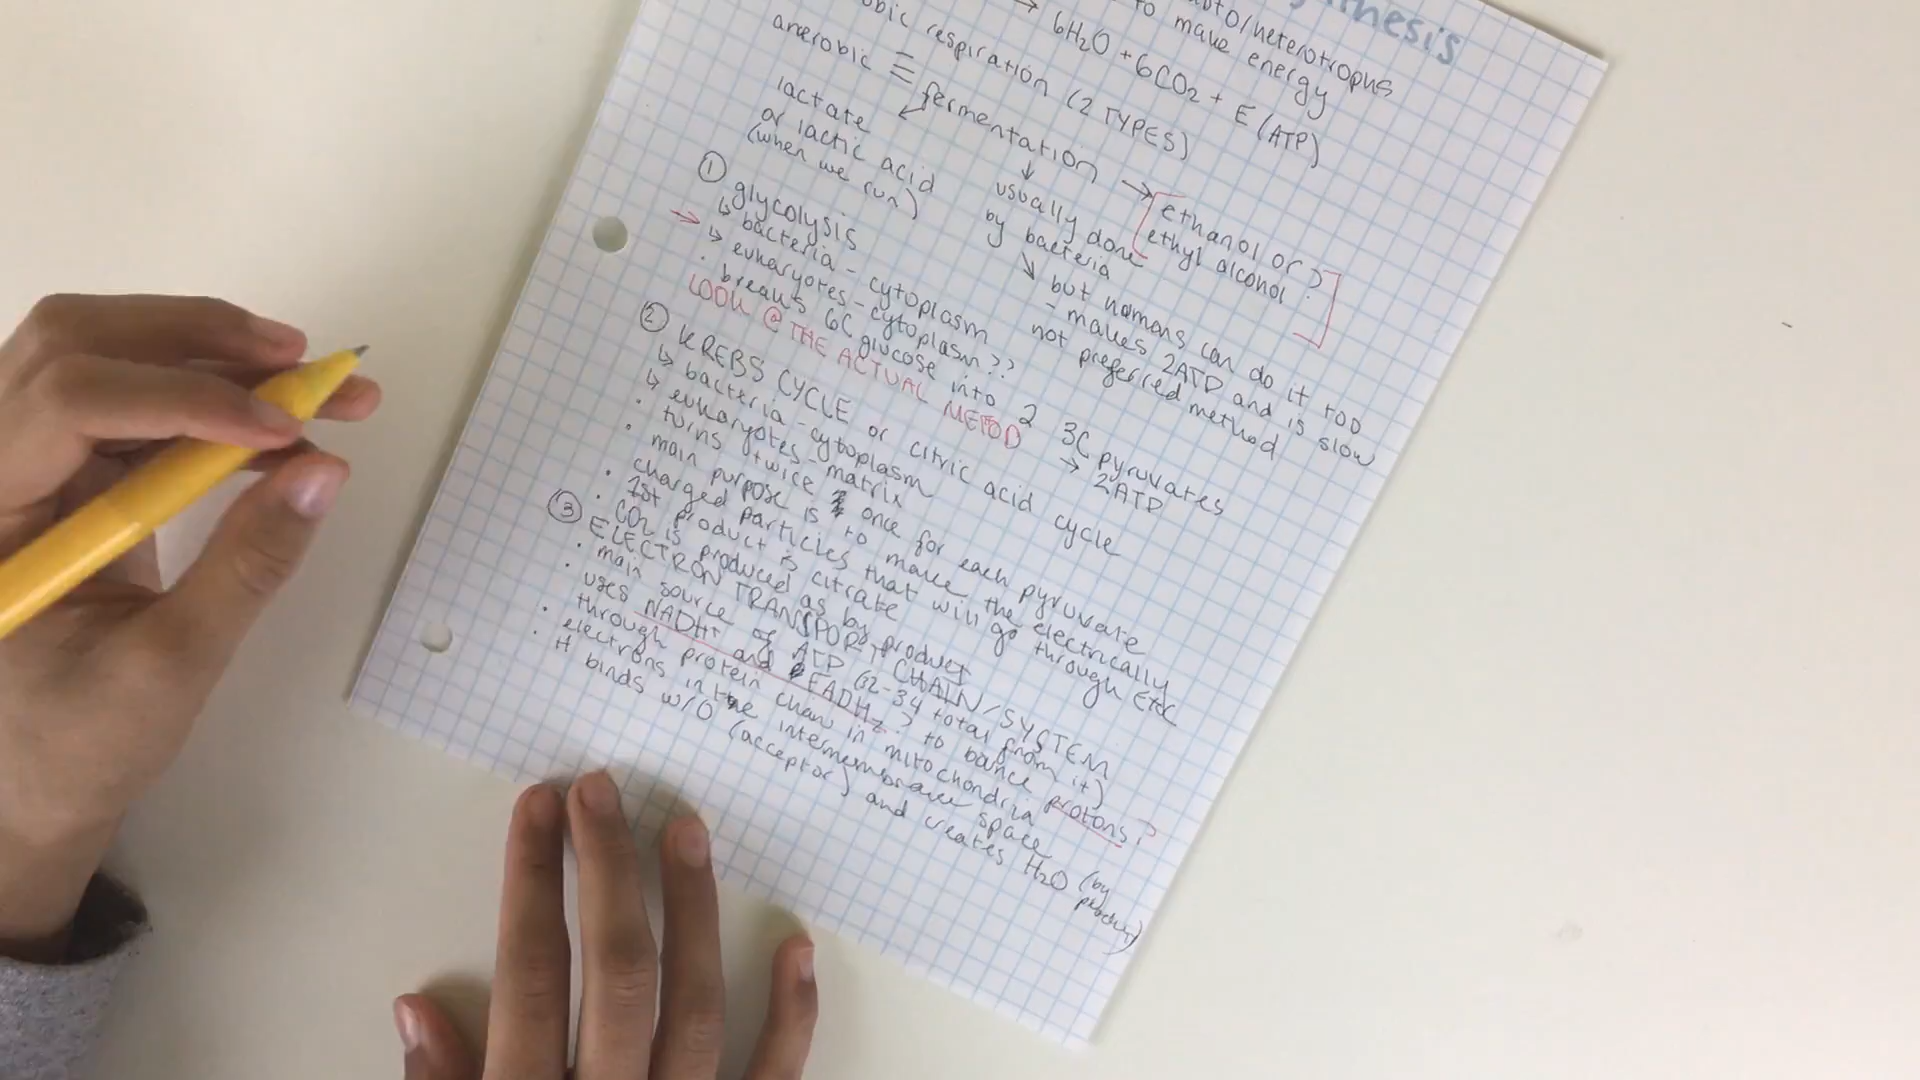 thesis
auto/heterotrophs
to make energy
→ 6H₂O + 6CO₂ + E (ATP)
obic respiration (2 TYPES)
anerobic ≡ fermentation → [ethanol or ?
ethyl alconol]
lactate
or lactic acid
(when we run)
↓ usually done
by bacteria
↘ but humans can do it too
- makes 2ATP and is slow
not preferred method
① glycolysis
↳ bacteria - cytoplasm
→ ↳ eukaryotes - cytoplasm??
· breaks 6C glucose into 2 3C pyruvates
→ 2ATP
LOOK @ THE ACTUAL METOD
② KREBS CYCLE or citric acid cycle
↳ bacteria - cytoplasm
↳ eukaryotes - matrix
· turns twice once for each pyruvate
· main purpose is to make the electrically
charged particles that will go through ETC
· 1st product is citrate
· CO₂ is produced as by product
③ ELECTRON TRANSPORT CHAIN/SYSTEM
· main source of ATP (32-34 total from it)
· uses NADH+ and FADH₂? to bance protons?
through protein chan in mitochondria
· electrons in the intermembrane space
· H binds w/O (acceptor) and creates H₂O (by
product)